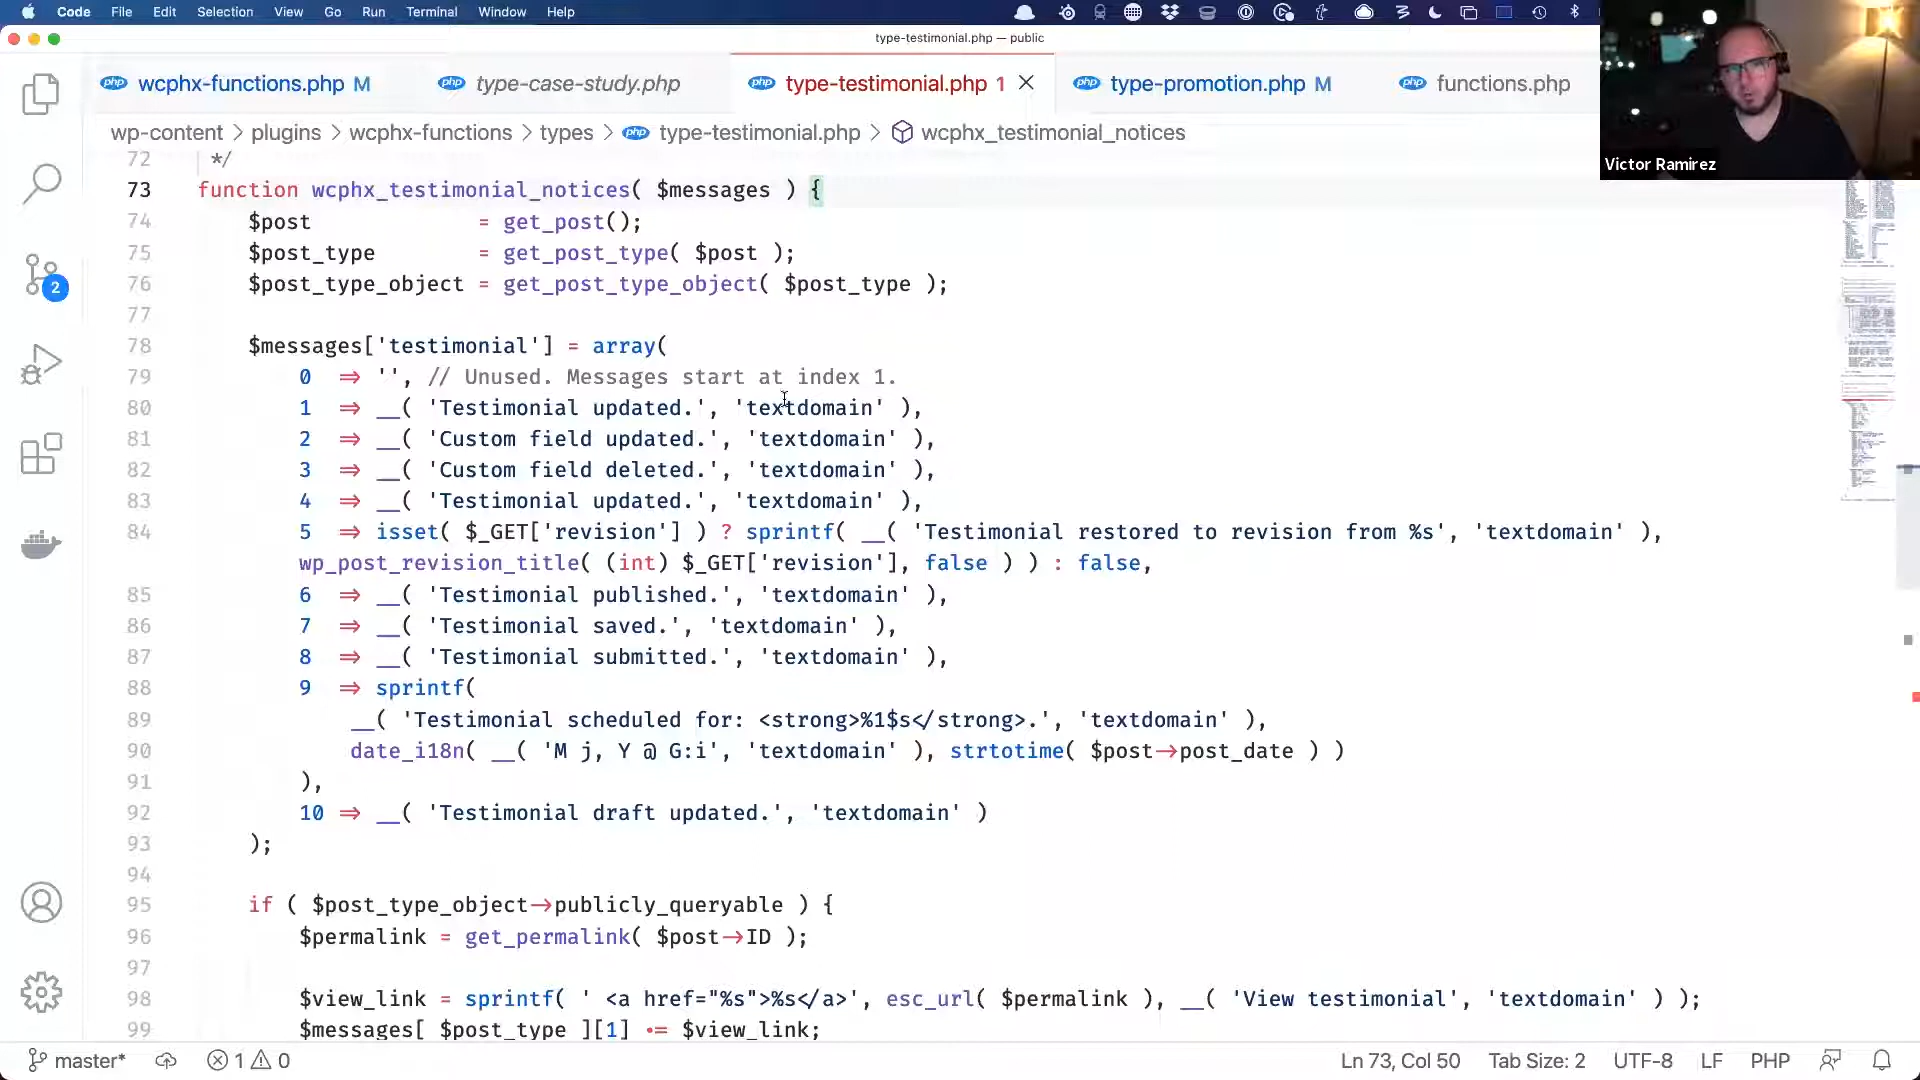 Code File Edit Selection View Go Run Terminal Window Help
type-testimonial.php — public
php wcphx-functions.php M php type-case-study.php php type-testimonial.php 1 php type-promotion.php M php functions.php
Victor Ramirez
wp-content > plugins > wcphx-functions > types > php type-testimonial.php > wcphx_testimonial_notices
72 */
73 function wcphx_testimonial_notices( $messages ) {
74 $post = get_post();
75 $post_type = get_post_type( $post );
76 $post_type_object = get_post_type_object( $post_type );
77
78 $messages['testimonial'] = array(
79 0 => '', // Unused. Messages start at index 1.
80 1 => __( 'Testimonial updated.', 'textdomain' ),
81 2 => __( 'Custom field updated.', 'textdomain' ),
82 3 => __( 'Custom field deleted.', 'textdomain' ),
83 4 => __( 'Testimonial updated.', 'textdomain' ),
84 5 => isset( $_GET['revision'] ) ? sprintf( __( 'Testimonial restored to revision from %s', 'textdomain' ),
wp_post_revision_title( (int) $_GET['revision'], false ) ) : false,
85 6 => __( 'Testimonial published.', 'textdomain' ),
86 7 => __( 'Testimonial saved.', 'textdomain' ),
87 8 => __( 'Testimonial submitted.', 'textdomain' ),
88 9 => sprintf(
89 __( 'Testimonial scheduled for: <strong>%1$s</strong>.', 'textdomain' ),
90 date_i18n( __( 'M j, Y @ G:i', 'textdomain' ), strtotime( $post->post_date ) )
91 ),
92 10 => __( 'Testimonial draft updated.', 'textdomain' )
93 );
94
95 if ( $post_type_object->publicly_queryable ) {
96 $permalink = get_permalink( $post->ID );
97
98 $view_link = sprintf( ' <a href="%s">%s</a>', esc_url( $permalink ), __( 'View testimonial', 'textdomain' ) );
99 $messages[ $post_type ][1] .= $view_link;
2
master* 1 0 Ln 73, Col 50 Tab Size: 2 UTF-8 LF PHP